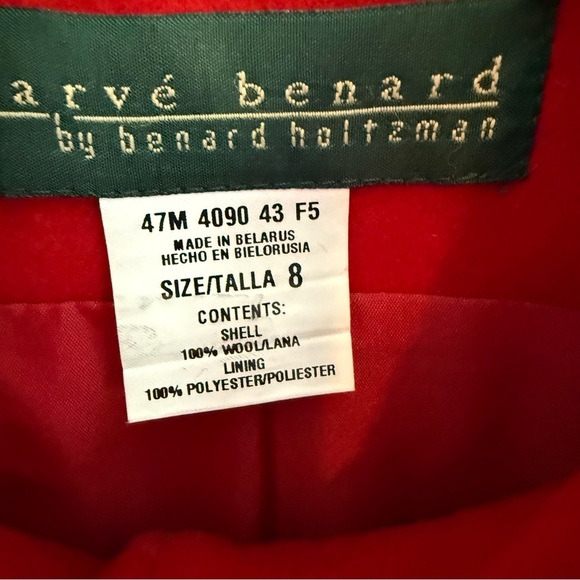 arvé benard
by benard holtzman
47M 4090 43 F5
MADE IN BELARUS
HECHO EN BIELORUSIA
SIZE/TALLA 8
CONTENTS:
SHELL
100% WOOL/LANA
LINING
100% POLYESTER/POLIESTER